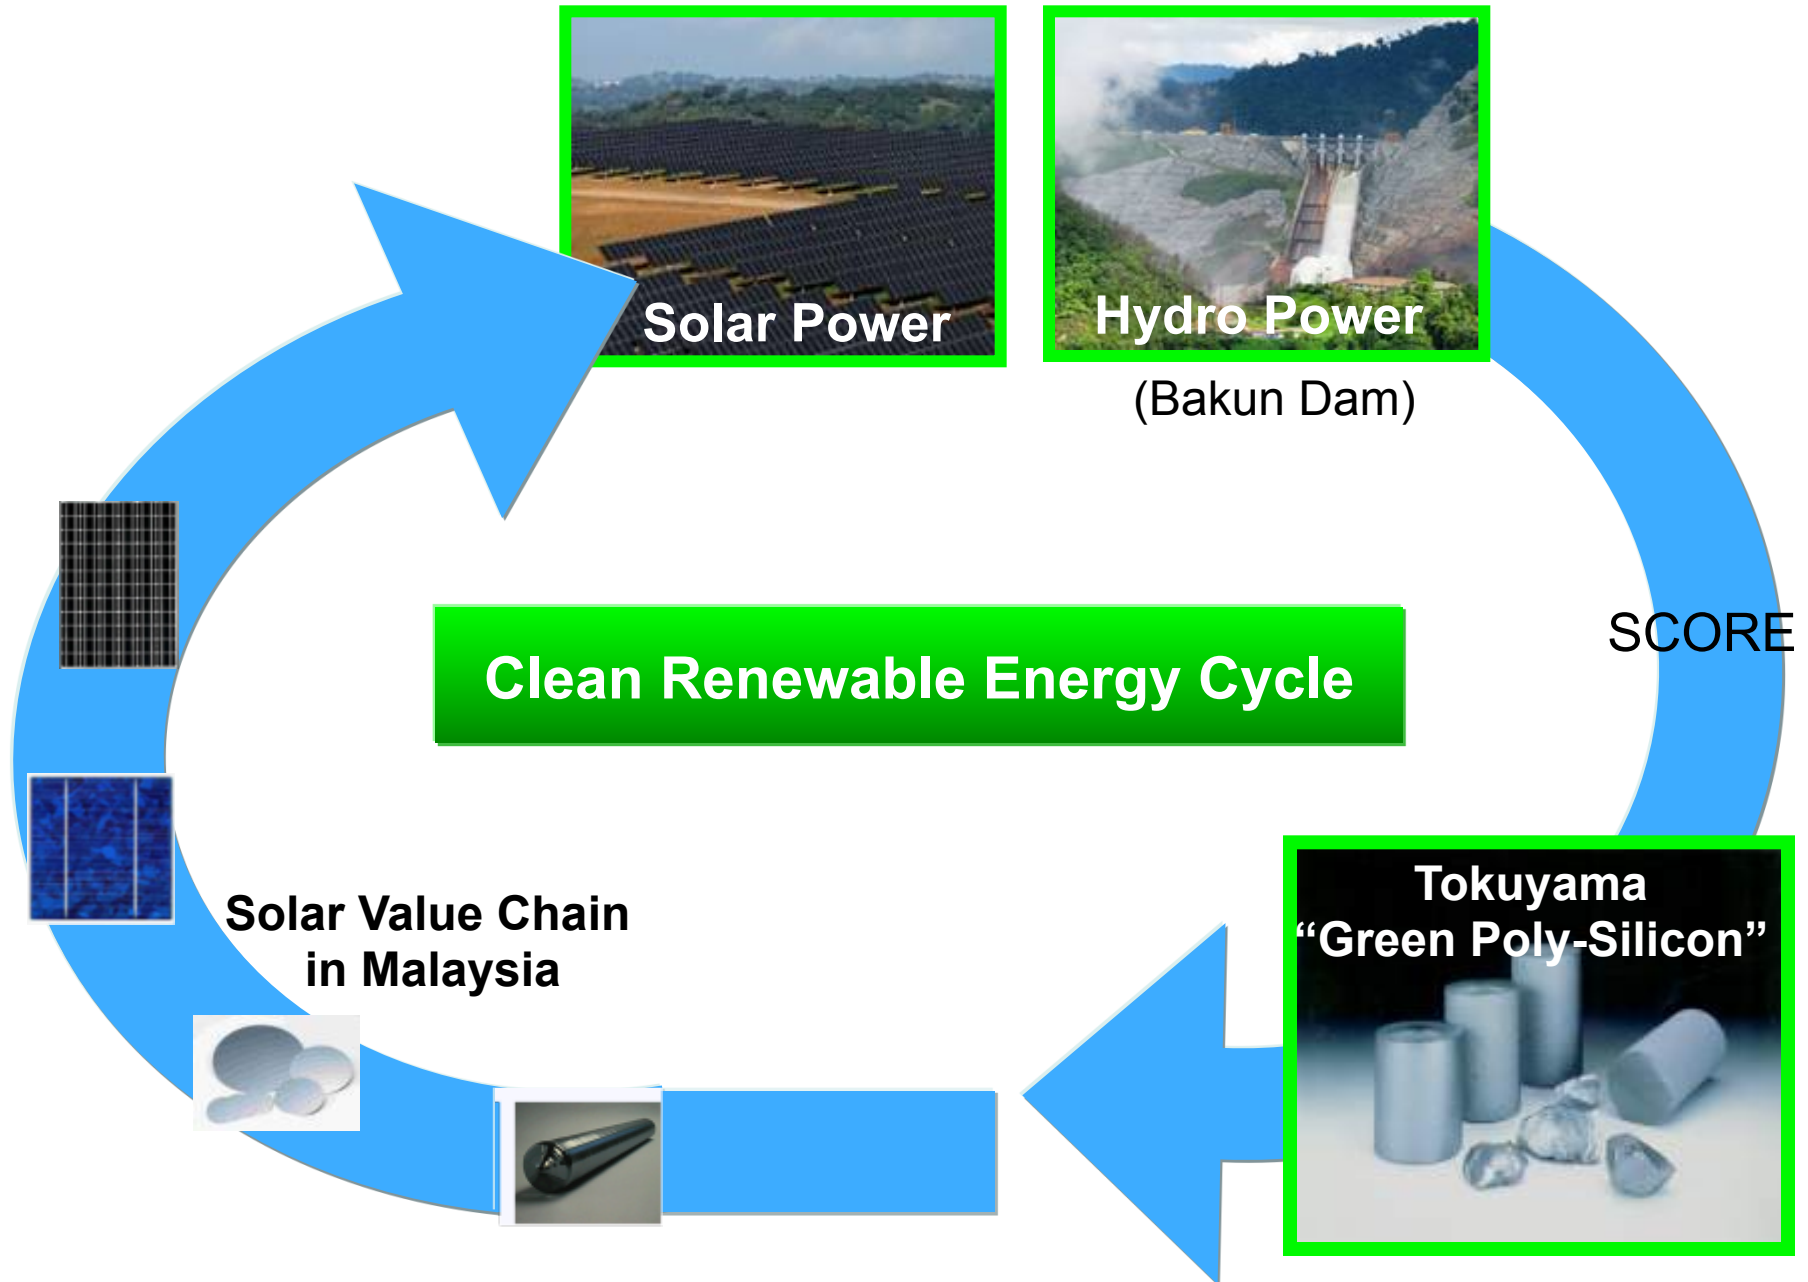 Solar Power
Hydro Power
(Bakun Dam)
SCORE
Clean Renewable Energy Cycle
Tokuyama
“Green Poly-Silicon”
Solar Value Chain
in Malaysia